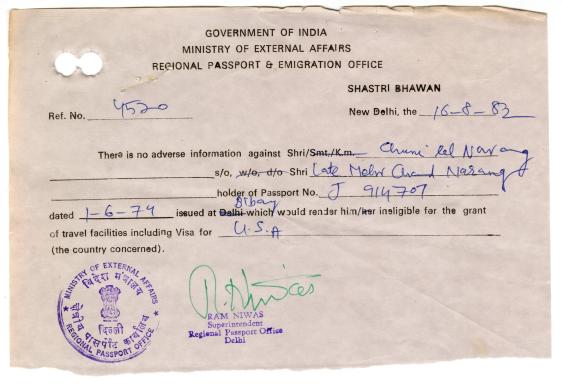 GOVERNMENT OF INDIA
MINISTRY OF EXTERNAL AFFAIRS
REGIONAL PASSPORT & EMIGRATION OFFICE
SHASTRI BHAWAN
Ref. No. 4520 New Delhi, the 16-8-82
There is no adverse information against Shri/Smt./Km. Chuni lal Narang
s/o, w/o, d/o Shri Late Mehr Chand Narang
holder of Passport No. J 914707
Bibay
dated 1-6-74 issued at Delhi which would render him/her ineligible for the grant
of travel facilities including Visa for U.S.A
(the country concerned).
MINISTRY OF EXTERNAL AFFAIRS
विदेश मंत्रालय
दिल्ली
क्षेत्रीय पासपोर्ट कार्यालय
REGIONAL PASSPORT OFFICE
R. Niwas
RAM NIWAS
Superintendent
Regional Passport Office
Delhi